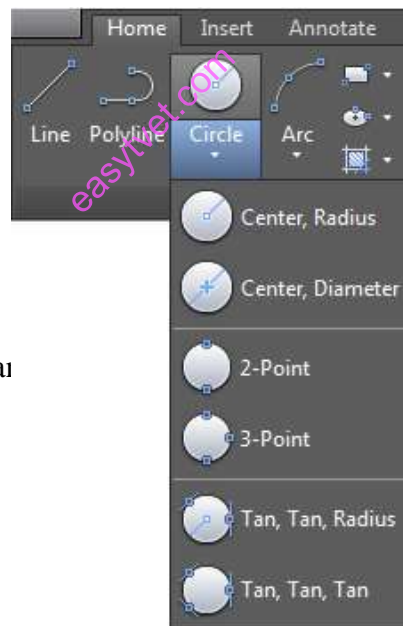 Home Insert Annotate
Line Polyline Circle Arc
easytvet.com
Center, Radius
Center, Diameter
2-Point
3-Point
Tan, Tan, Radius
Tan, Tan, Tan